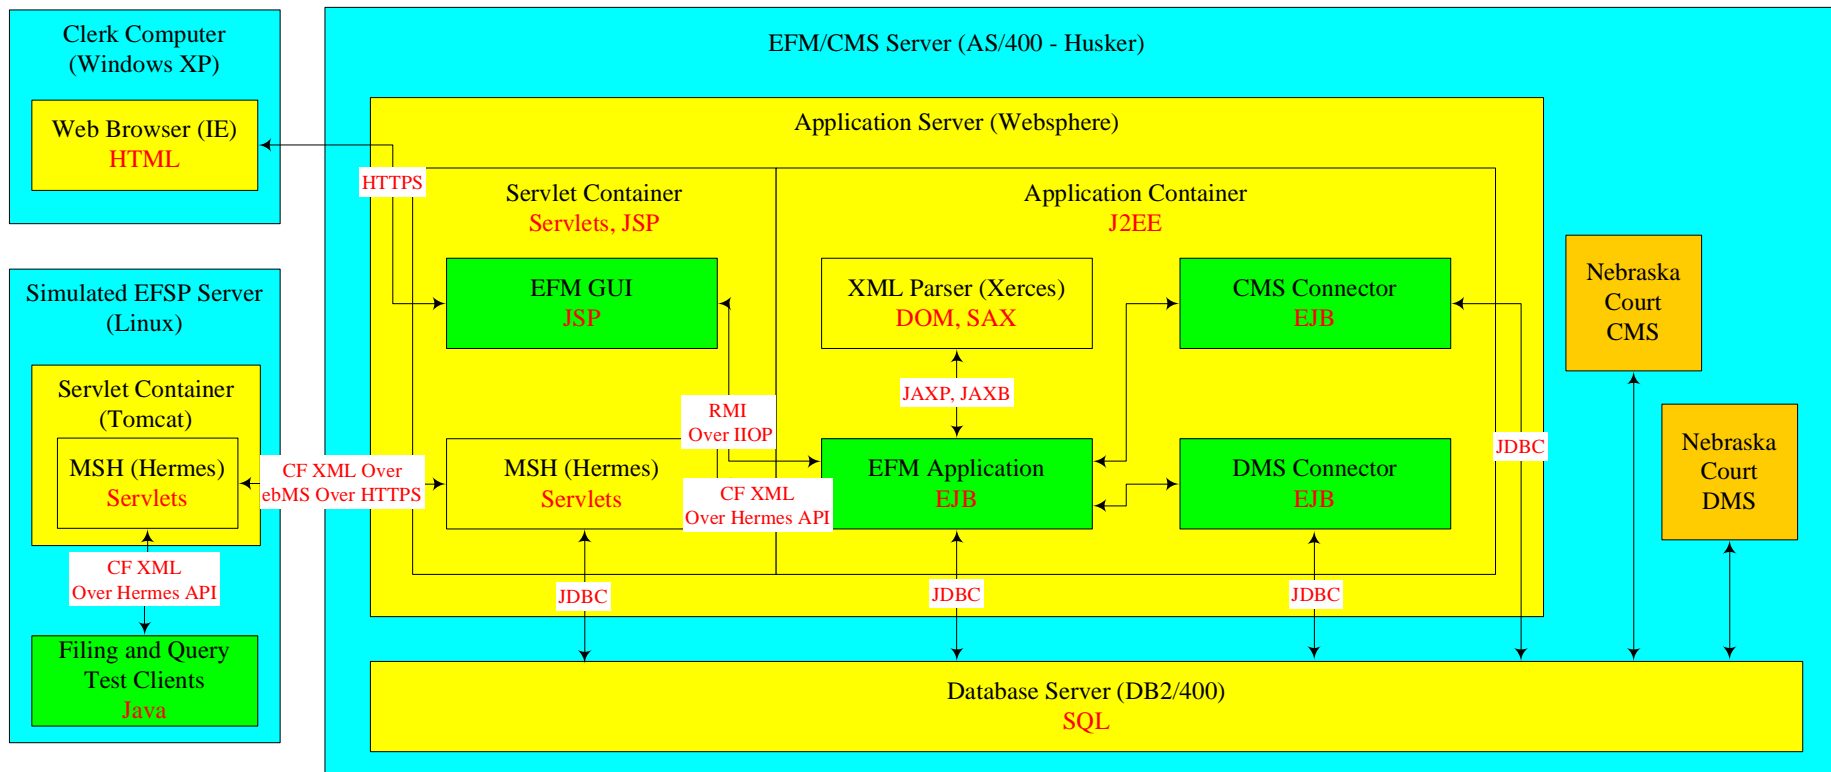 Clerk Computer
(Windows XP)
Web Browser (IE)
HTML
Simulated EFSP Server
(Linux)
Servlet Container
(Tomcat)
MSH (Hermes)
Servlets
CF XML
Over Hermes API
Filing and Query
Test Clients
Java
CF XML Over
ebMS Over HTTPS
HTTPS
EFM/CMS Server (AS/400 - Husker)
Application Server (Websphere)
Servlet Container
Servlets, JSP
EFM GUI
JSP
MSH (Hermes)
Servlets
RMI
Over IIOP
CF XML
Over Hermes API
Application Container
J2EE
XML Parser (Xerces)
DOM, SAX
JAXP, JAXB
EFM Application
EJB
CMS Connector
EJB
DMS Connector
EJB
JDBC
JDBC
JDBC
JDBC
Nebraska
Court
CMS
Nebraska
Court
DMS
Database Server (DB2/400)
SQL